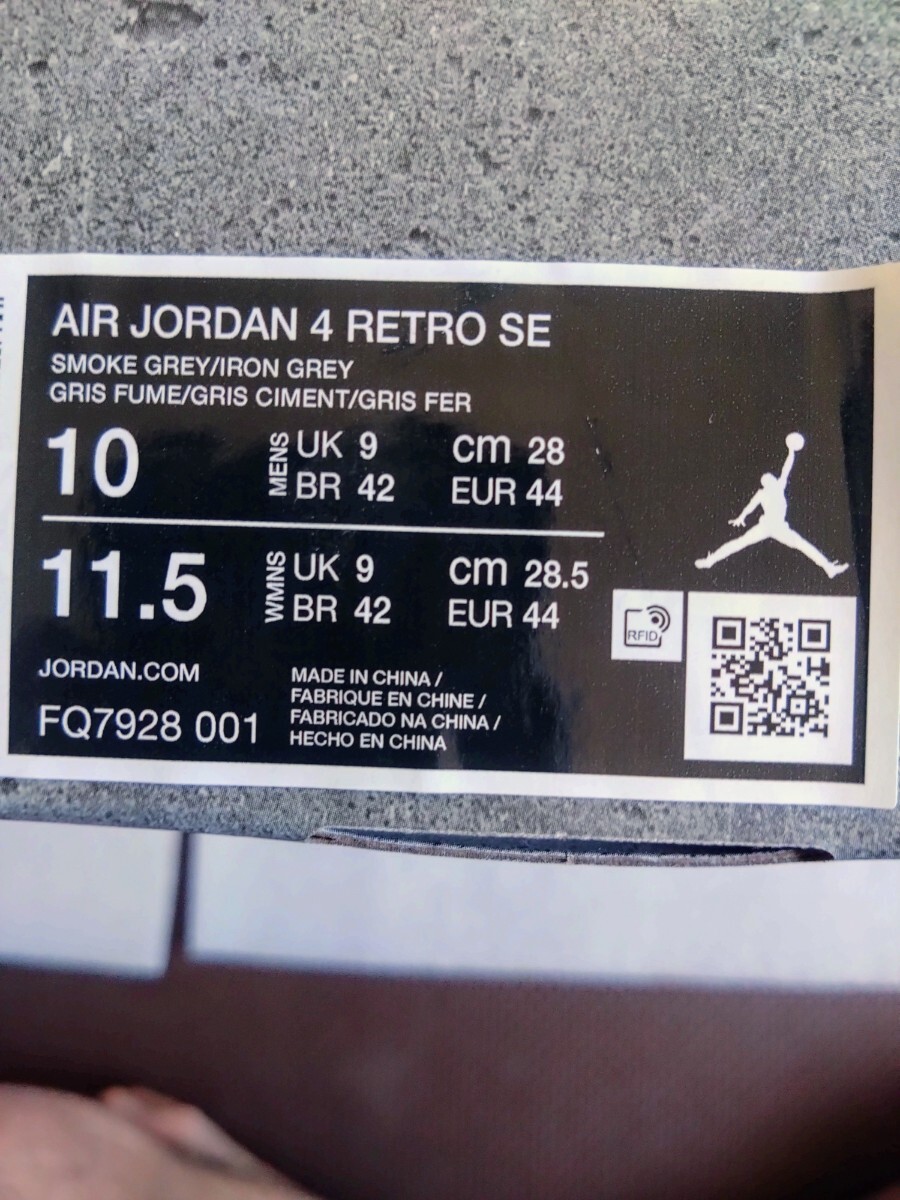 AIR JORDAN 4 RETRO SE
SMOKE GREY/IRON GREY
GRIS FUME/GRIS CIMENT/GRIS FER
10 MENS UK 9 cm 28
BR 42 EUR 44
11.5 WMNS UK 9 cm 28.5
BR 42 EUR 44
RFID
JORDAN.COM
FQ7928 001
MADE IN CHINA /
FABRIQUE EN CHINE /
FABRICADO NA CHINA /
HECHO EN CHINA